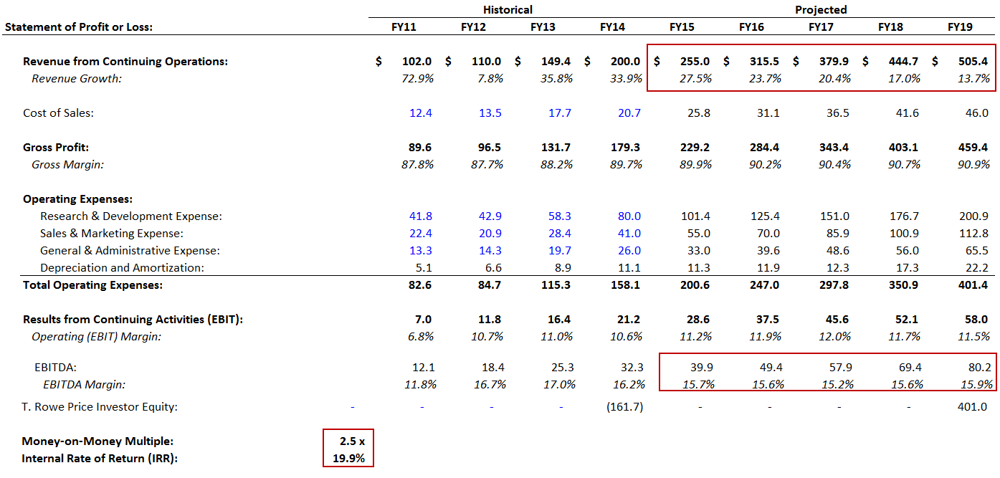 Historical Projected
Statement of Profit or Loss: FY11 FY12 FY13 FY14 FY15 FY16 FY17 FY18 FY19
Revenue from Continuing Operations: $ 102.0 $ 110.0 $ 149.4 $ 200.0 $ 255.0 $ 315.5 $ 379.9 $ 444.7 $ 505.4
Revenue Growth: 72.9% 7.8% 35.8% 33.9% 27.5% 23.7% 20.4% 17.0% 13.7%
Cost of Sales: 12.4 13.5 17.7 20.7 25.8 31.1 36.5 41.6 46.0
Gross Profit: 89.6 96.5 131.7 179.3 229.2 284.4 343.4 403.1 459.4
Gross Margin: 87.8% 87.7% 88.2% 89.7% 89.9% 90.2% 90.4% 90.7% 90.9%
Operating Expenses:
Research & Development Expense: 41.8 42.9 58.3 80.0 101.4 125.4 151.0 176.7 200.9
Sales & Marketing Expense: 22.4 20.9 28.4 41.0 55.0 70.0 85.9 100.9 112.8
General & Administrative Expense: 13.3 14.3 19.7 26.0 33.0 39.6 48.6 56.0 65.5
Depreciation and Amortization: 5.1 6.6 8.9 11.1 11.3 11.9 12.3 17.3 22.2
Total Operating Expenses: 82.6 84.7 115.3 158.1 200.6 247.0 297.8 350.9 401.4
Results from Continuing Activities (EBIT): 7.0 11.8 16.4 21.2 28.6 37.5 45.6 52.1 58.0
Operating (EBIT) Margin: 6.8% 10.7% 11.0% 10.6% 11.2% 11.9% 12.0% 11.7% 11.5%
EBITDA: 12.1 18.4 25.3 32.3 39.9 49.4 57.9 69.4 80.2
EBITDA Margin: 11.8% 16.7% 17.0% 16.2% 15.7% 15.6% 15.2% 15.6% 15.9%
T. Rowe Price Investor Equity: - - - - (161.7) - - - - 401.0
Money-on-Money Multiple: 2.5 x
Internal Rate of Return (IRR): 19.9%